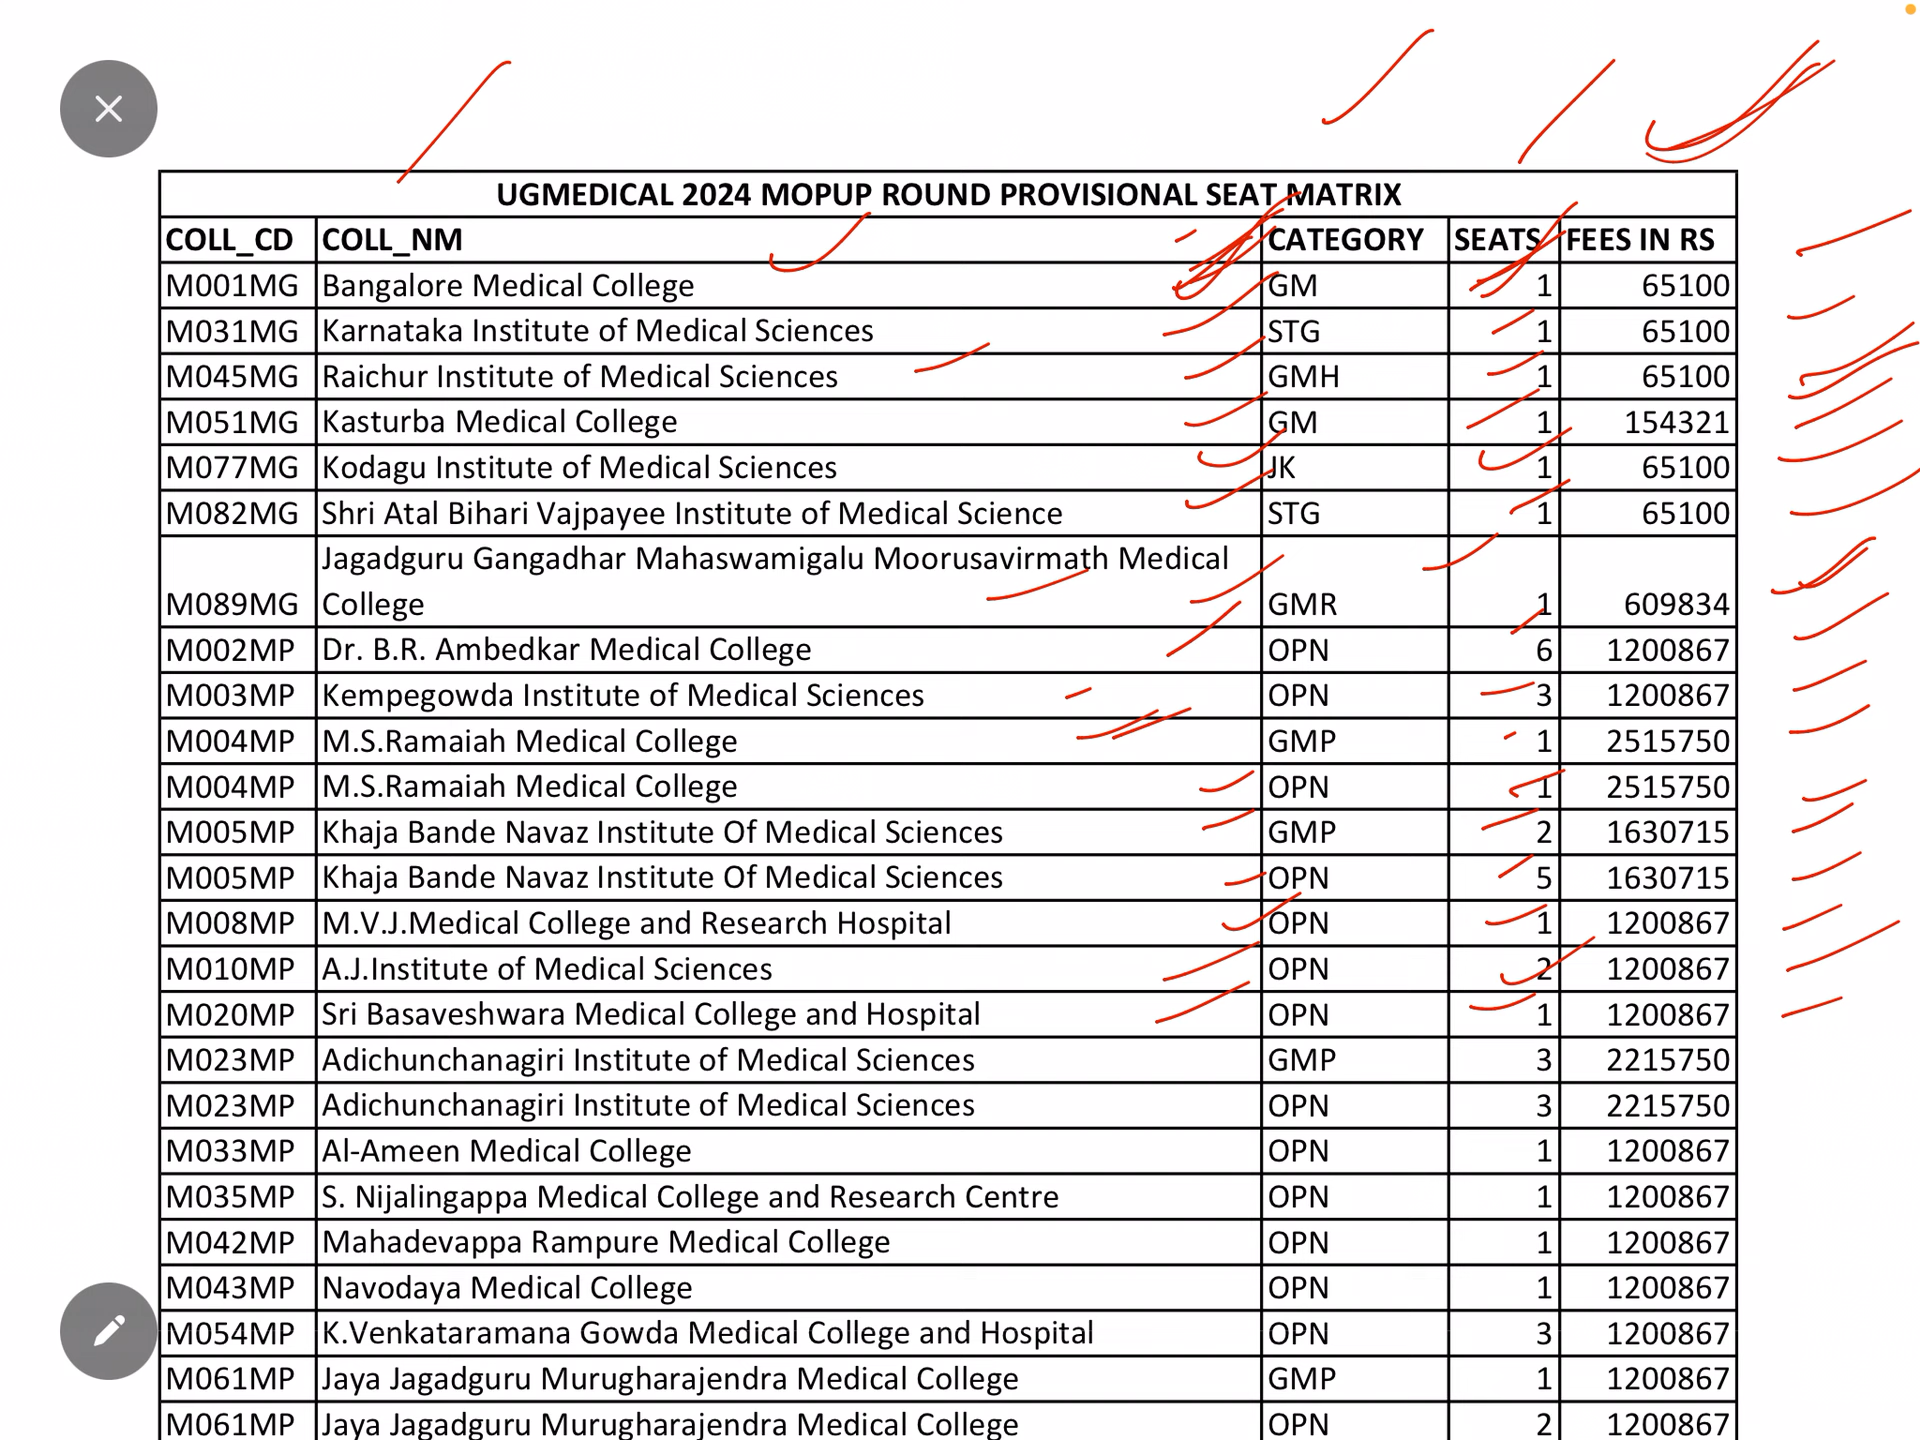 UGMEDICAL 2024 MOPUP ROUND PROVISIONAL SEAT MATRIX
COLL_CD COLL_NM CATEGORY SEATS FEES IN RS
M001MG Bangalore Medical College GM 1 65100
M031MG Karnataka Institute of Medical Sciences STG 1 65100
M045MG Raichur Institute of Medical Sciences GMH 1 65100
M051MG Kasturba Medical College GM 1 154321
M077MG Kodagu Institute of Medical Sciences JK 1 65100
M082MG Shri Atal Bihari Vajpayee Institute of Medical Science STG 1 65100
Jagadguru Gangadhar Mahaswamigalu Moorusavirmath Medical
M089MG College GMR 1 609834
M002MP Dr. B.R. Ambedkar Medical College OPN 6 1200867
M003MP Kempegowda Institute of Medical Sciences OPN 3 1200867
M004MP M.S.Ramaiah Medical College GMP 1 2515750
M004MP M.S.Ramaiah Medical College OPN 1 2515750
M005MP Khaja Bande Navaz Institute Of Medical Sciences GMP 2 1630715
M005MP Khaja Bande Navaz Institute Of Medical Sciences OPN 5 1630715
M008MP M.V.J.Medical College and Research Hospital OPN 1 1200867
M010MP A.J.Institute of Medical Sciences OPN 2 1200867
M020MP Sri Basaveshwara Medical College and Hospital OPN 1 1200867
M023MP Adichunchanagiri Institute of Medical Sciences GMP 3 2215750
M023MP Adichunchanagiri Institute of Medical Sciences OPN 3 2215750
M033MP Al-Ameen Medical College OPN 1 1200867
M035MP S. Nijalingappa Medical College and Research Centre OPN 1 1200867
M042MP Mahadevappa Rampure Medical College OPN 1 1200867
M043MP Navodaya Medical College OPN 1 1200867
M054MP K.Venkataramana Gowda Medical College and Hospital OPN 3 1200867
M061MP Jaya Jagadguru Murugharajendra Medical College GMP 1 1200867
M061MP Jaya Jagadguru Murugharajendra Medical College OPN 2 1200867